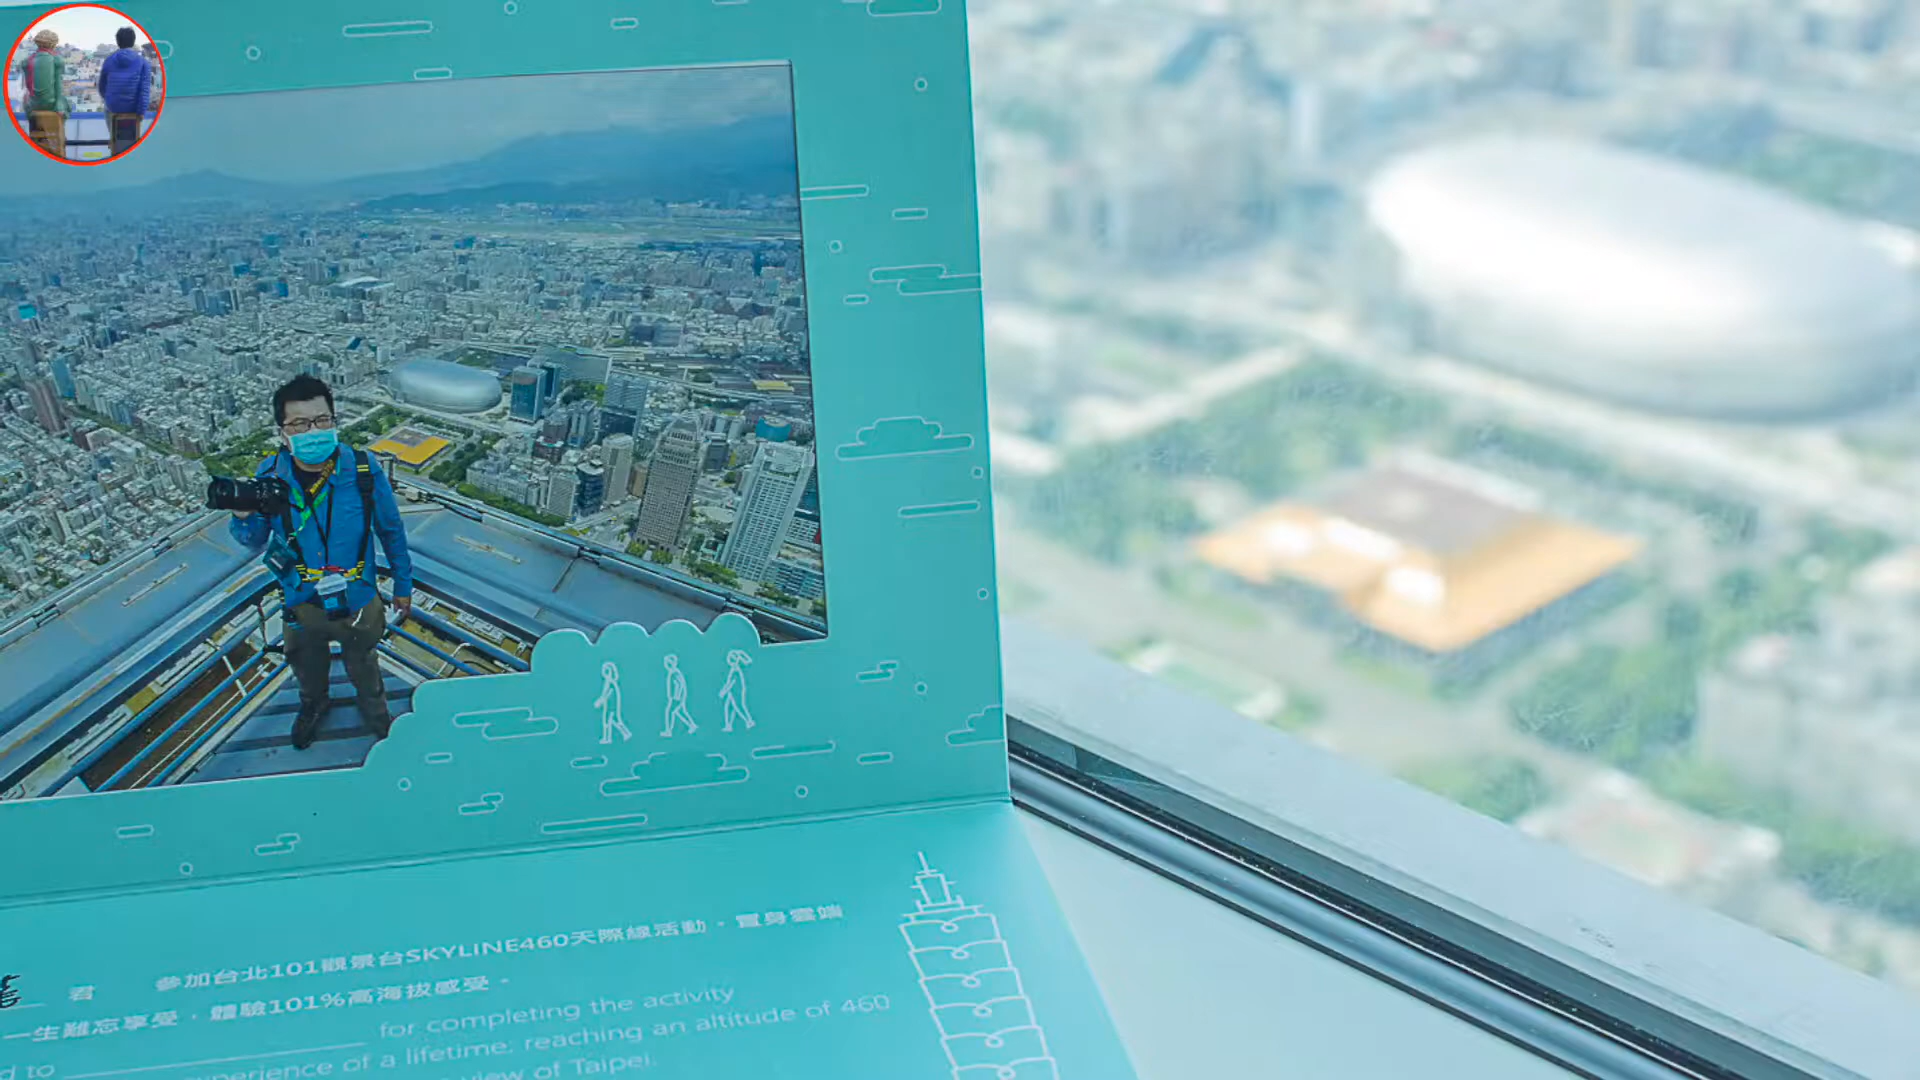 君 參加台北101觀景台SKYLINE460天際線活動,置身雲端
一生難忘享受,體驗101%高海拔感受。
d to for completing the activity
perience of a lifetime; reaching an altitude of 460
view of Taipei.